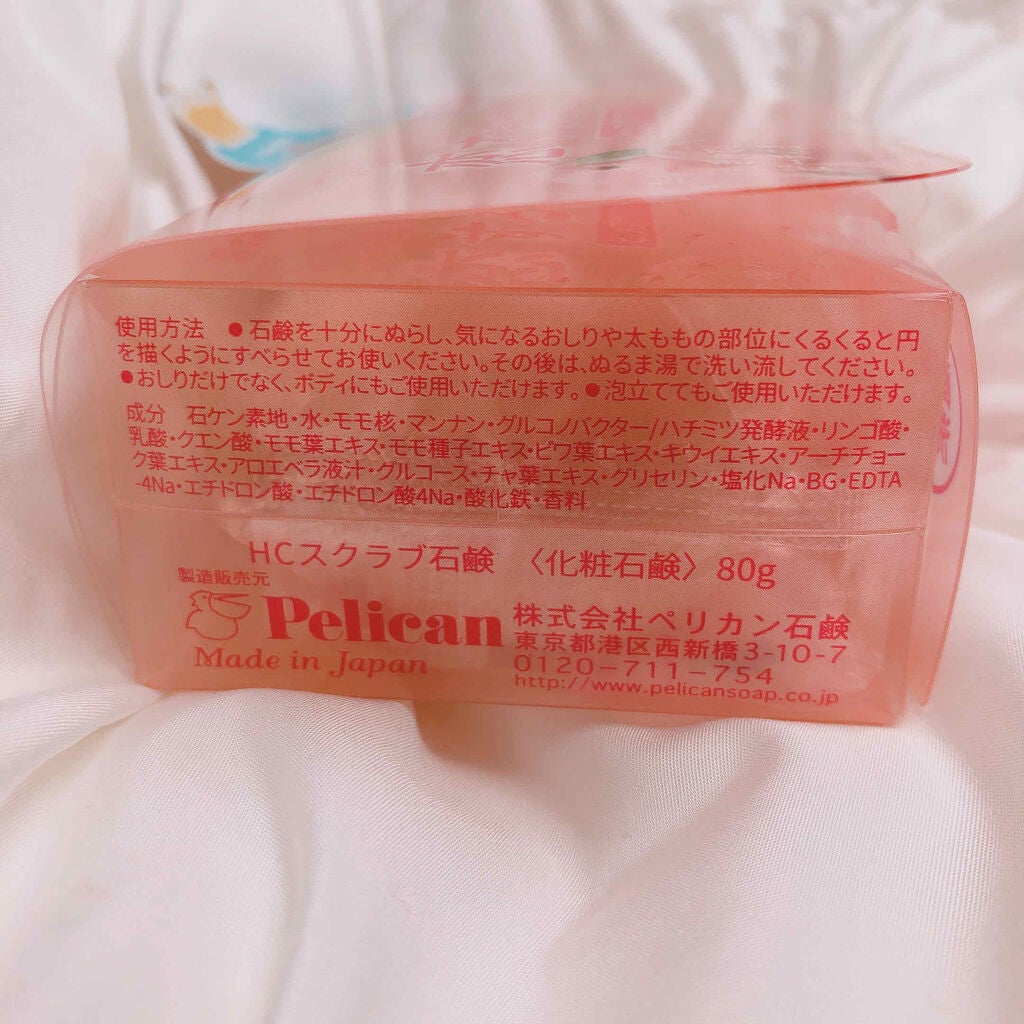 使用方法 ●石鹸を十分にぬらし、気になるおしりや太ももの部位にくるくると円
を描くようにすべらせてお使いください。その後は、ぬるま湯で洗い流してください。
●おしりだけでなく、ボディにもご使用いただけます。●泡立ててもご使用いただけます。
成分 石ケン素地・水・モモ核・マンナン・グルコノバクター/ハチミツ発酵液・リンゴ酸・
乳酸・クエン酸・モモ葉エキス・モモ種子エキス・ビワ葉エキス・キウイエキス・アーチチョー
ク葉エキス・アロエベラ液汁・グルコース・チャ葉エキス・グリセリン・塩化Na・BG・EDTA
-4Na・エチドロン酸・エチドロン酸4Na・酸化鉄・香料
HCスクラブ石鹸 〈化粧石鹸〉 80g
製造販売元
Pelican
Made in Japan
株式会社ペリカン石鹸
東京都港区西新橋3-10-7
0120-711-754
http://www.pelicansoap.co.jp